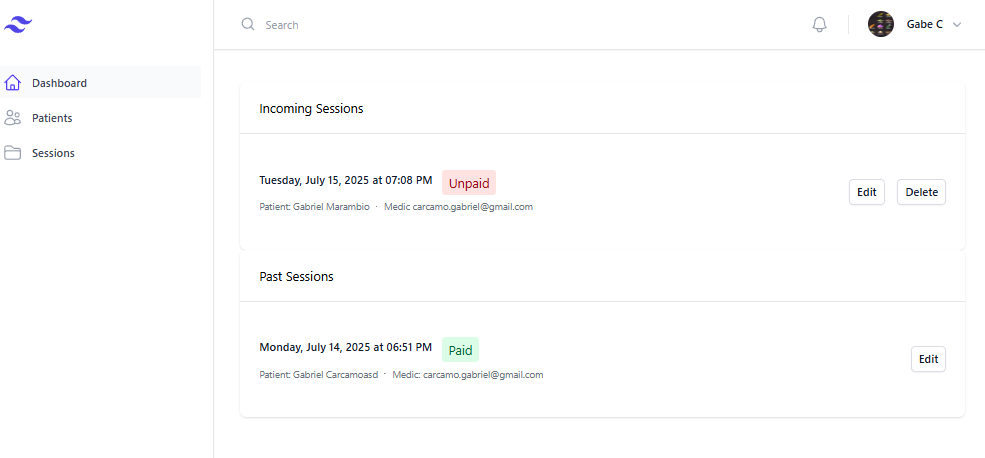 Search
Gabe C
Dashboard
Patients
Sessions
Incoming Sessions
Tuesday, July 15, 2025 at 07:08 PM Unpaid
Patient: Gabriel Marambio · Medic carcamo.gabriel@gmail.com
Edit Delete
Past Sessions
Monday, July 14, 2025 at 06:51 PM Paid
Patient: Gabriel Carcamoasd · Medic: carcamo.gabriel@gmail.com
Edit